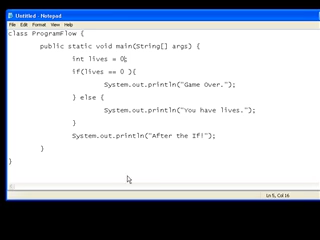 Untitled - Notepad
File Edit Format View Help
class ProgramFlow {
public static void main(String[] args) {
int lives = 0;
if(lives == 0 ){
System.out.println("Game Over.");
} else {
System.out.println("You have lives.");
}
System.out.println("After the If!");
}
}
Ln 5, Col 16